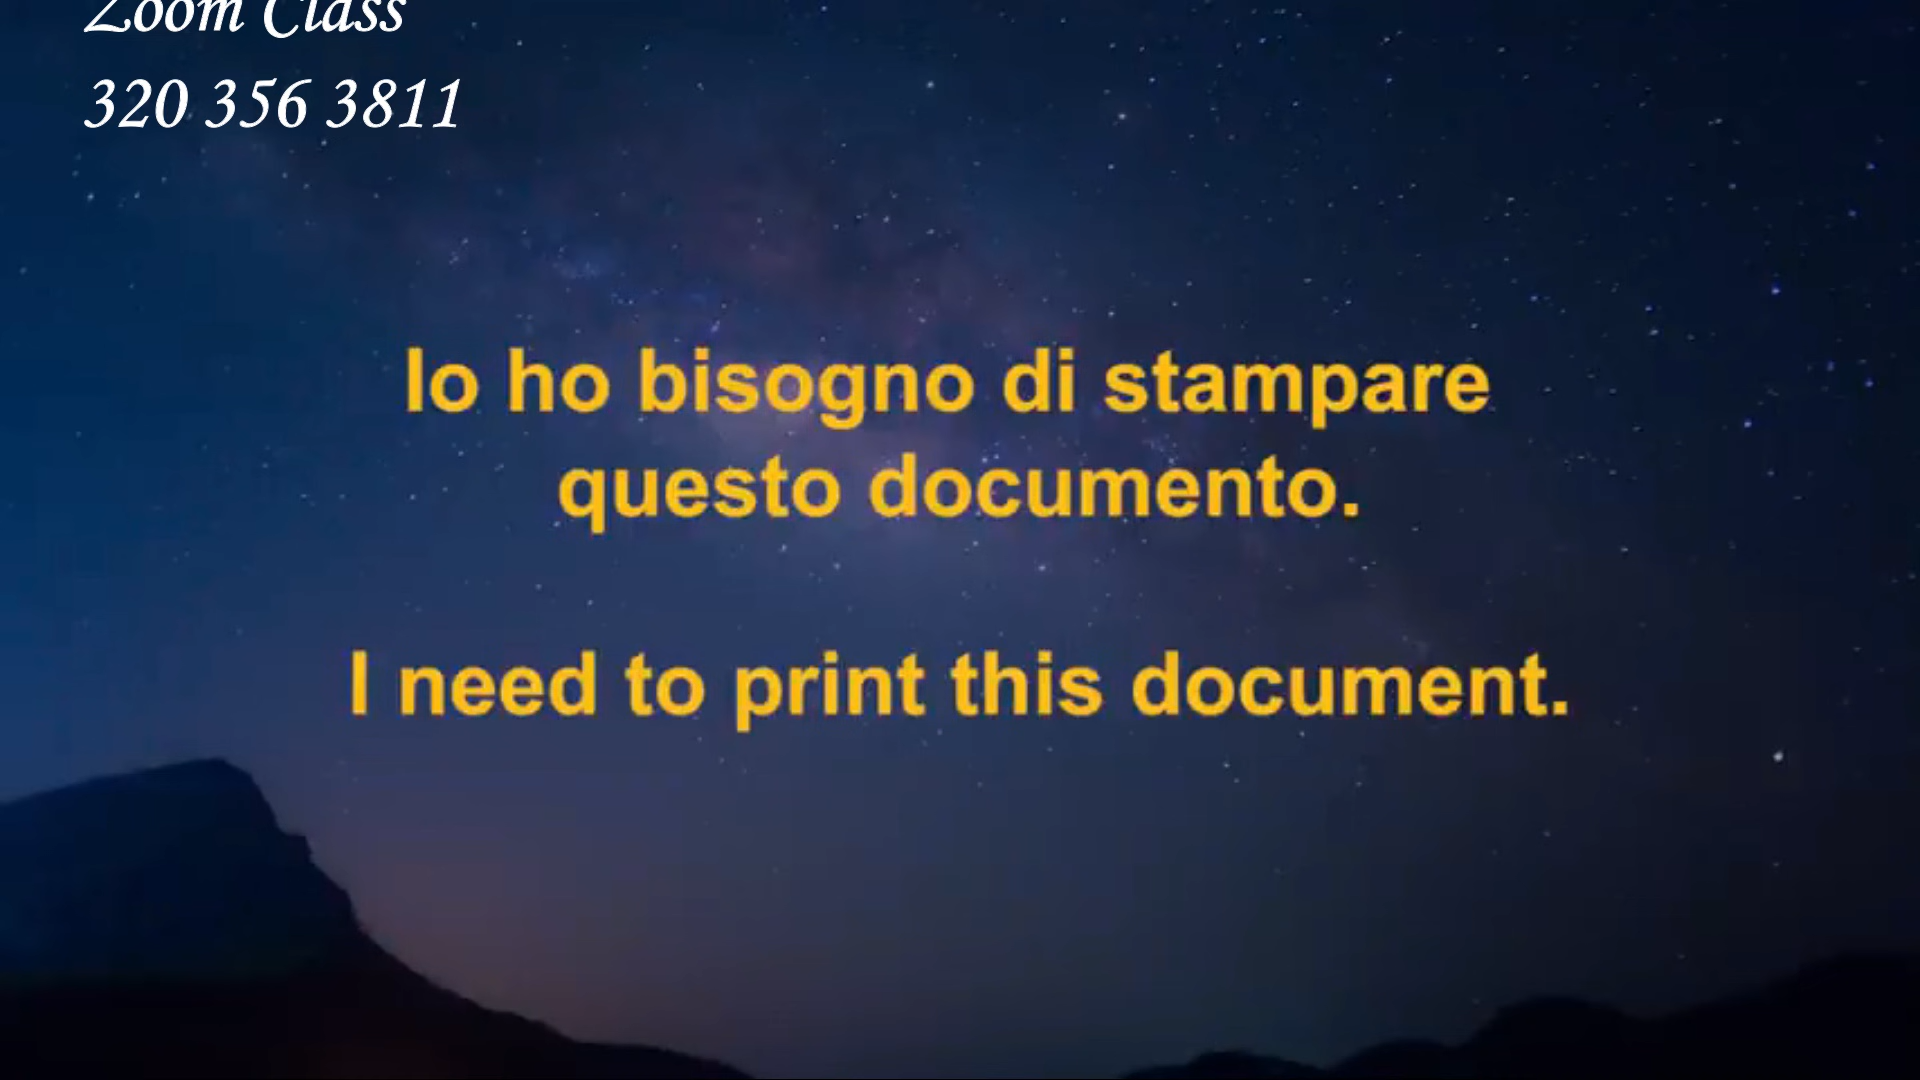 Zoom Class
320 356 3811
Io ho bisogno di stampare
questo documento.
I need to print this document.